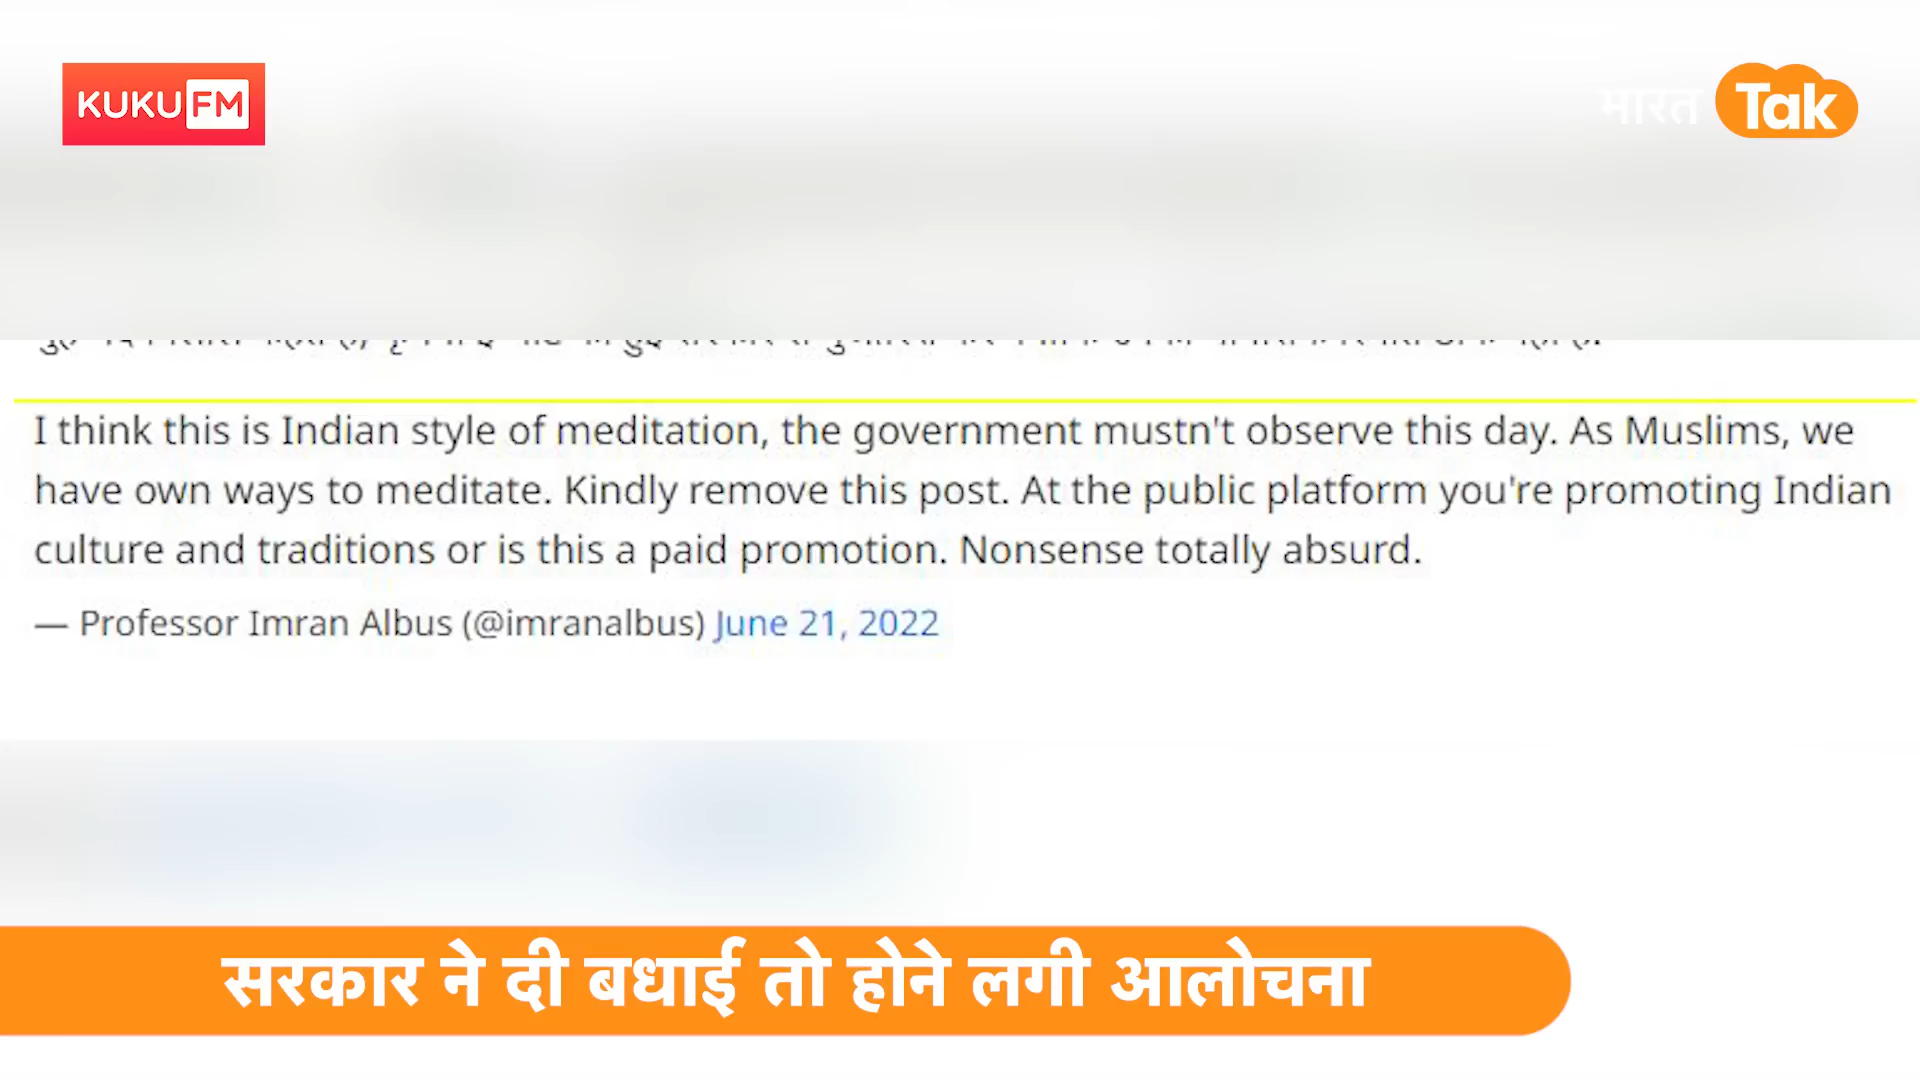 KUKU FM
भारत Tak
I think this is Indian style of meditation, the government mustn't observe this day. As Muslims, we
have own ways to meditate. Kindly remove this post. At the public platform you're promoting Indian
culture and traditions or is this a paid promotion. Nonsense totally absurd.
— Professor Imran Albus (@imranalbus) June 21, 2022
सरकार ने दी बधाई तो होने लगी आलोचना